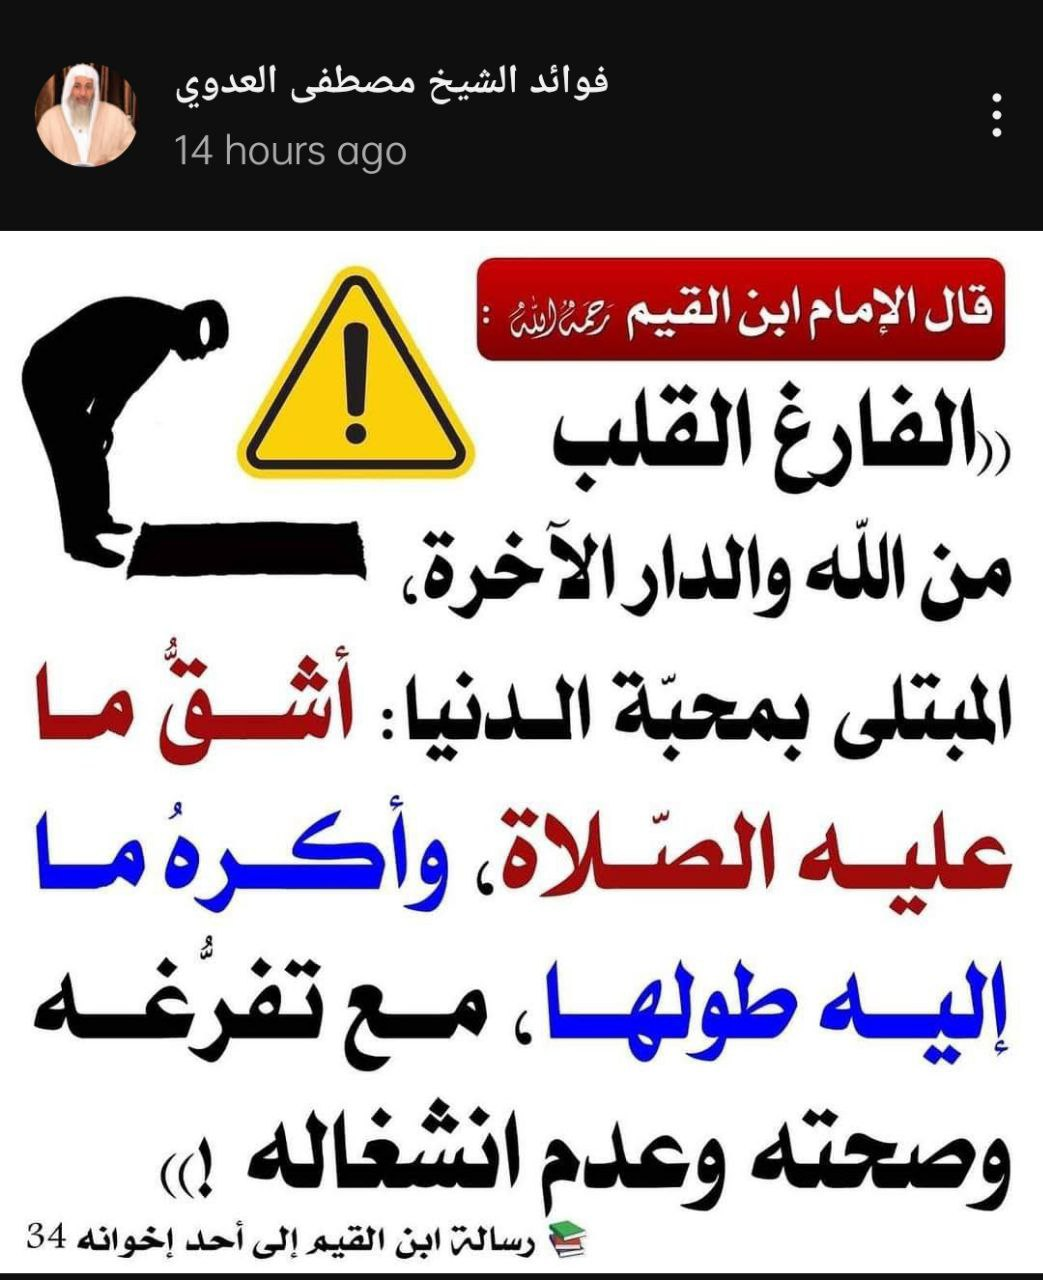 فوائد الشيخ مصطفى العدوي
14 hours ago
قال الإمام ابن القيم رحمه الله :
((الفارغ القلب
من الله والدار الآخرة،
المبتلى بمحبّة الدنيا: أشقُّ ما
عليه الصّلاة، وأكرهُ ما
إليه طولها، مع تفرُّغه
وصحته وعدم انشغاله !))
رسالة ابن القيم إلى أحد إخوانه 34